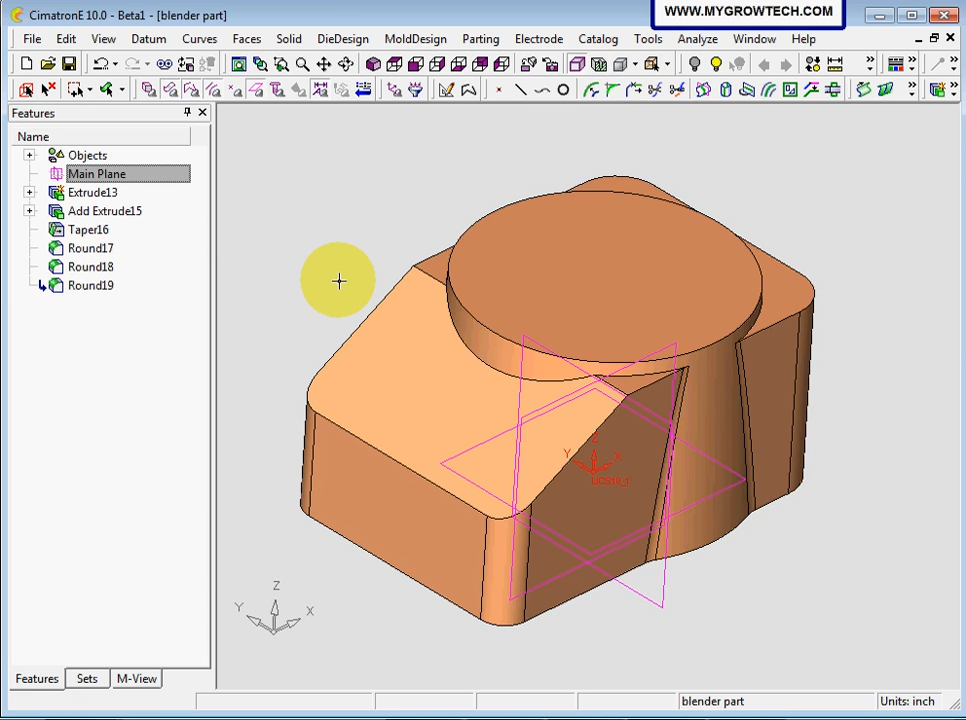 CimatronE 10.0 - Beta1 - [blender part]
WWW.MYGROWTECH.COM
File Edit View Datum Curves Faces Solid DieDesign MoldDesign Parting Electrode Catalog Tools Analyze Window Help
Features
Name
Objects
Main Plane
Extrude13
Add Extrude15
Taper16
Round17
Round18
Round19
Z
Y X
Z
Y X
Features Sets M-View
blender part Units: inch